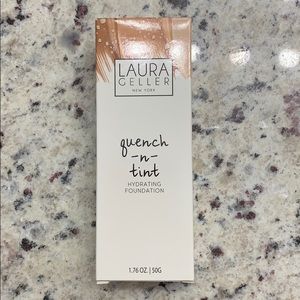 LAURA
GELLER
NEW YORK
quench
-n-
tint
HYDRATING
FOUNDATION
1.76 OZ. | 50G